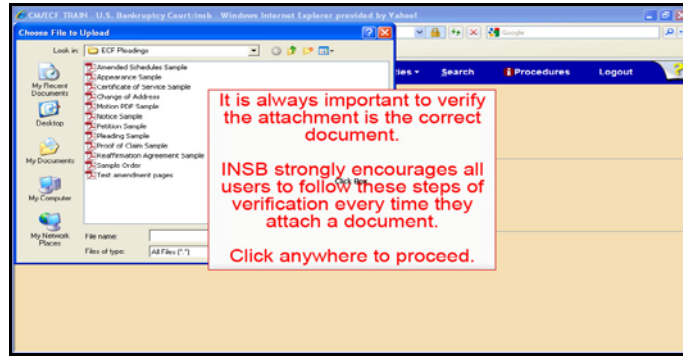 CM/ECF TRAIN - U.S. Bankruptcy Court:insb - Windows Internet Explorer provided by Yahoo!
Choose File to Upload
Look in: ECF Pleadings
Google
Search Procedures Logout
My Recent Documents
Desktop
My Documents
My Computer
My Network Places
Amended Schedules Sample
Appearance Sample
Certificate of Service Sample
Change of Address
Motion PDF Sample
Notice Sample
Petition Sample
Pleading Sample
Proof of Claim Sample
Reaffirmation Agreement Sample
Sample Order
Test amendment pages
File name:
Files of type: All Files (*.*)
It is always important to verify
the attachment is the correct
document.
INSB strongly encourages all
users to follow these steps of
verification every time they
attach a document.
Click Box
Click anywhere to proceed.